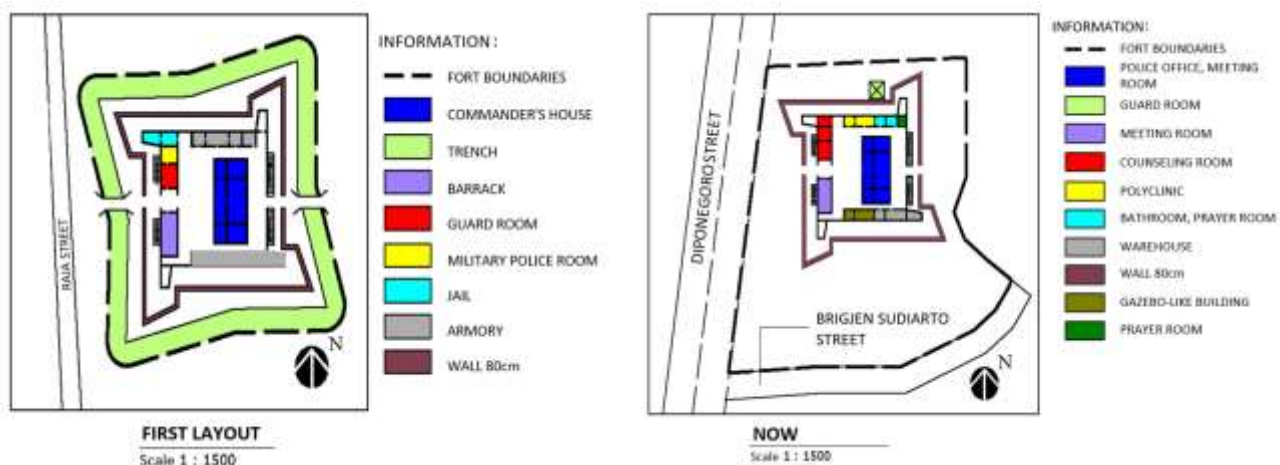 INFORMATION :
FORT BOUNDARIES
COMMANDER'S HOUSE
TRENCH
BARRACK
GUARD ROOM
MILITARY POLICE ROOM
JAIL
ARMORY
WALL 80cm
RAJA STREET
N
FIRST LAYOUT
Scale 1 : 1500
DIPONEGORO STREET
BRIGJEN SUDIARTO
STREET
N
NOW
Scale 1 : 1500
INFORMATION:
FORT BOUNDARIES
POLICE OFFICE, MEETING
ROOM
GUARD ROOM
MEETING ROOM
COUNSELING ROOM
POLYCLINIC
BATHROOM, PRAYER ROOM
WAREHOUSE
WALL 80cm
GAZEBO-LIKE BUILDING
PRAYER ROOM